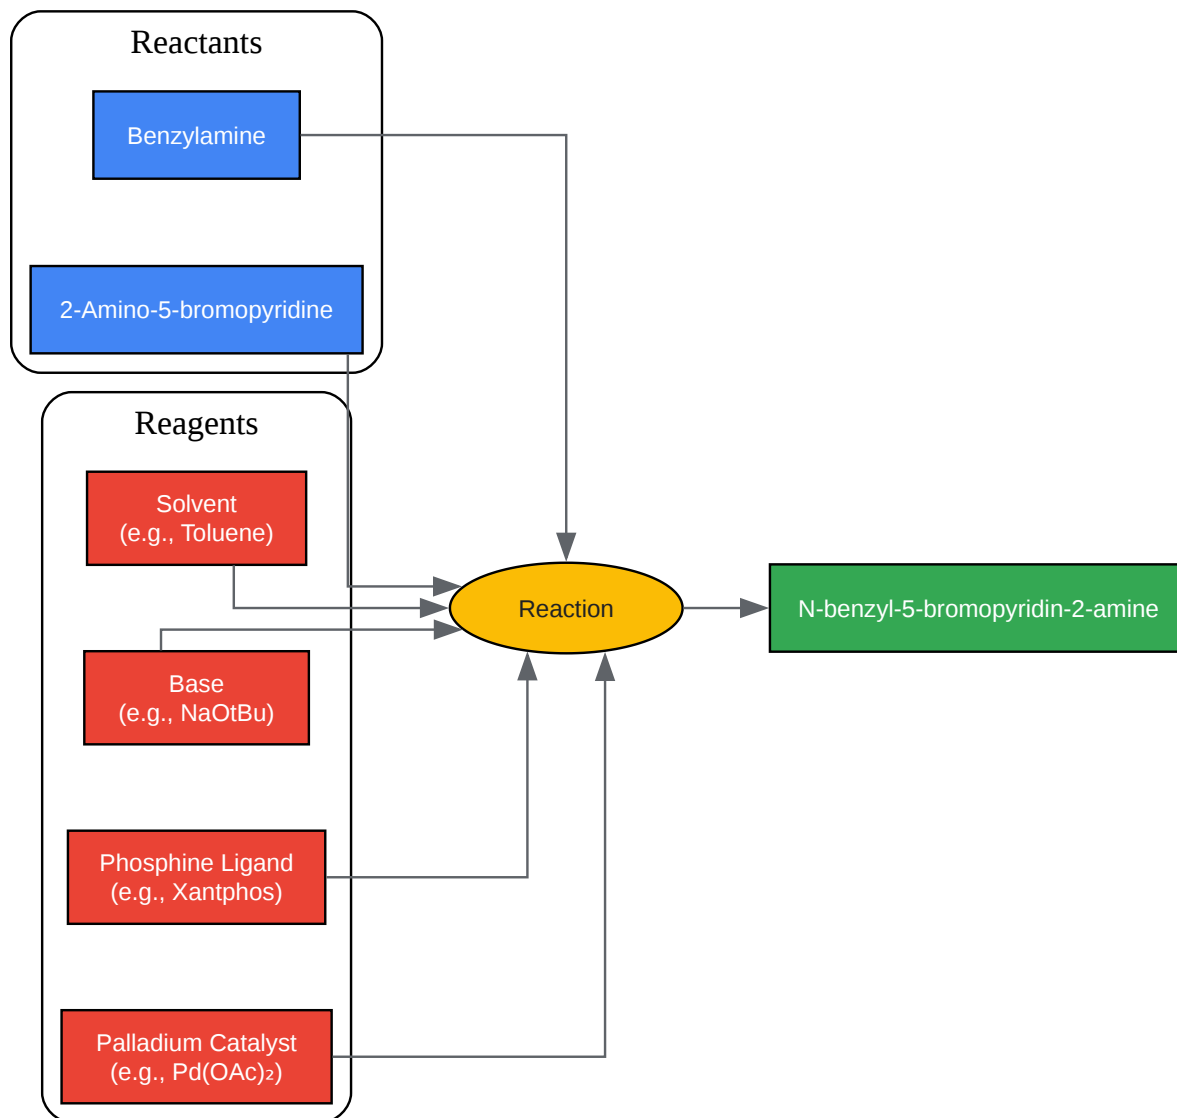 Reactants
Benzylamine
2-Amino-5-bromopyridine
Reagents
Solvent
(e.g., Toluene)
Base
(e.g., NaOtBu)
Phosphine Ligand
(e.g., Xantphos)
Palladium Catalyst
(e.g., Pd(OAc)₂)
Reaction
N-benzyl-5-bromopyridin-2-amine